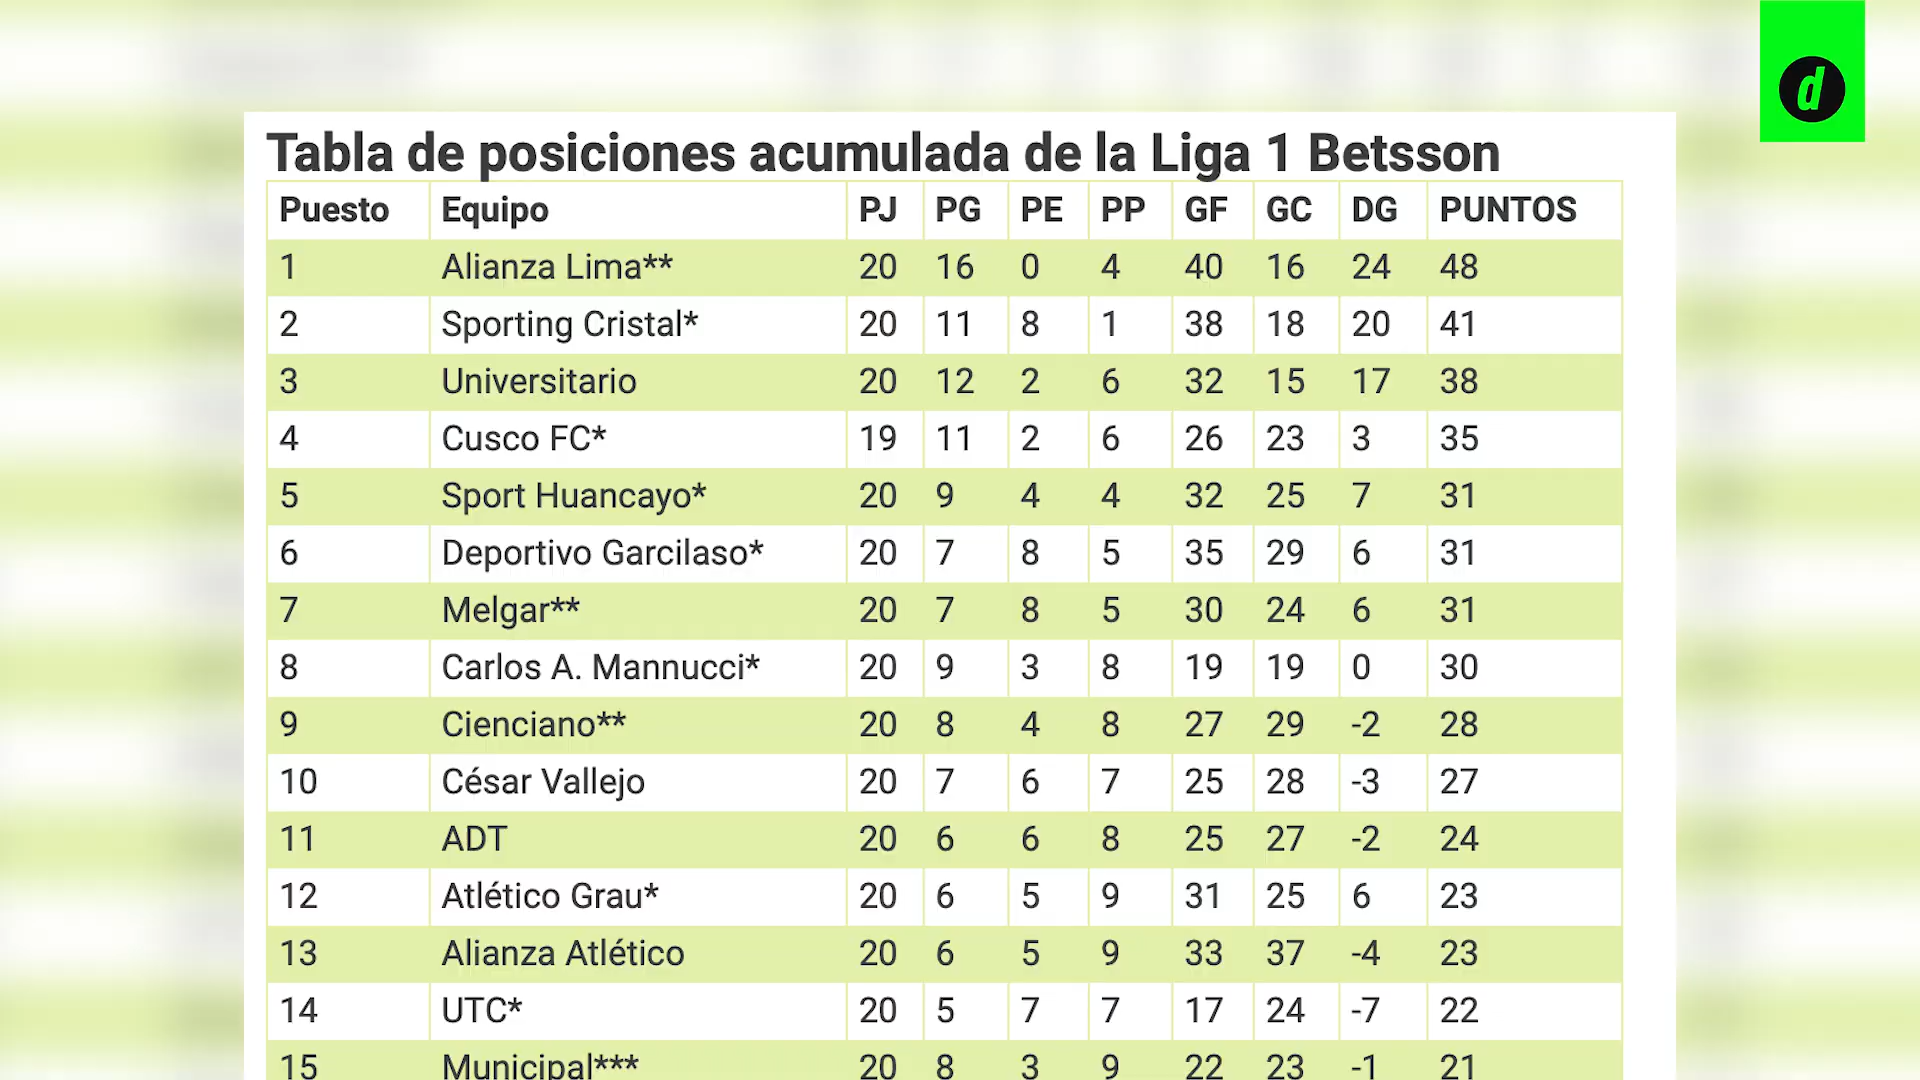 d
Tabla de posiciones acumulada de la Liga 1 Betsson
Puesto Equipo PJ PG PE PP GF GC DG PUNTOS
1 Alianza Lima** 20 16 0 4 40 16 24 48
2 Sporting Cristal* 20 11 8 1 38 18 20 41
3 Universitario 20 12 2 6 32 15 17 38
4 Cusco FC* 19 11 2 6 26 23 3 35
5 Sport Huancayo* 20 9 4 4 32 25 7 31
6 Deportivo Garcilaso* 20 7 8 5 35 29 6 31
7 Melgar** 20 7 8 5 30 24 6 31
8 Carlos A. Mannucci* 20 9 3 8 19 19 0 30
9 Cienciano** 20 8 4 8 27 29 -2 28
10 César Vallejo 20 7 6 7 25 28 -3 27
11 ADT 20 6 6 8 25 27 -2 24
12 Atlético Grau* 20 6 5 9 31 25 6 23
13 Alianza Atlético 20 6 5 9 33 37 -4 23
14 UTC* 20 5 7 7 17 24 -7 22
15 Municipal*** 20 8 3 9 22 23 -1 21